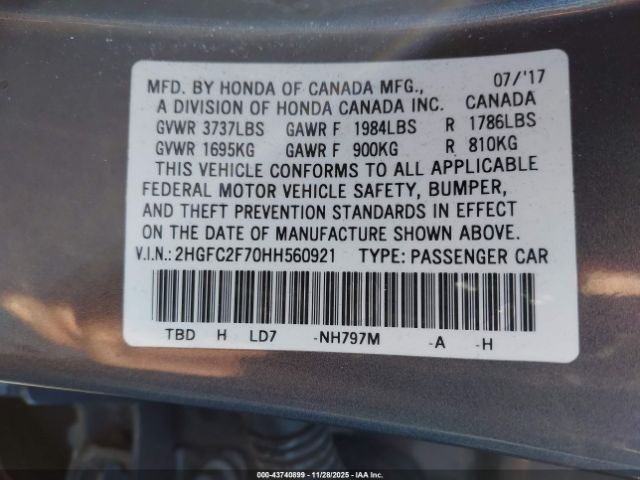 MFD. BY HONDA OF CANADA MFG., 07/'17
A DIVISION OF HONDA CANADA INC. CANADA
GVWR 3737LBS GAWR F 1984LBS R 1786LBS
GVWR 1695KG GAWR F 900KG R 810KG
THIS VEHICLE CONFORMS TO ALL APPLICABLE
FEDERAL MOTOR VEHICLE SAFETY, BUMPER,
AND THEFT PREVENTION STANDARDS IN EFFECT
ON THE DATE OF MANUFACTURE SHOWN ABOVE.
V.I.N.: 2HGFC2F70HH560921 TYPE: PASSENGER CAR
TBD H LD7 -NH797M -A -H
000-43740899 - 11/28/2025 - IAA Inc.